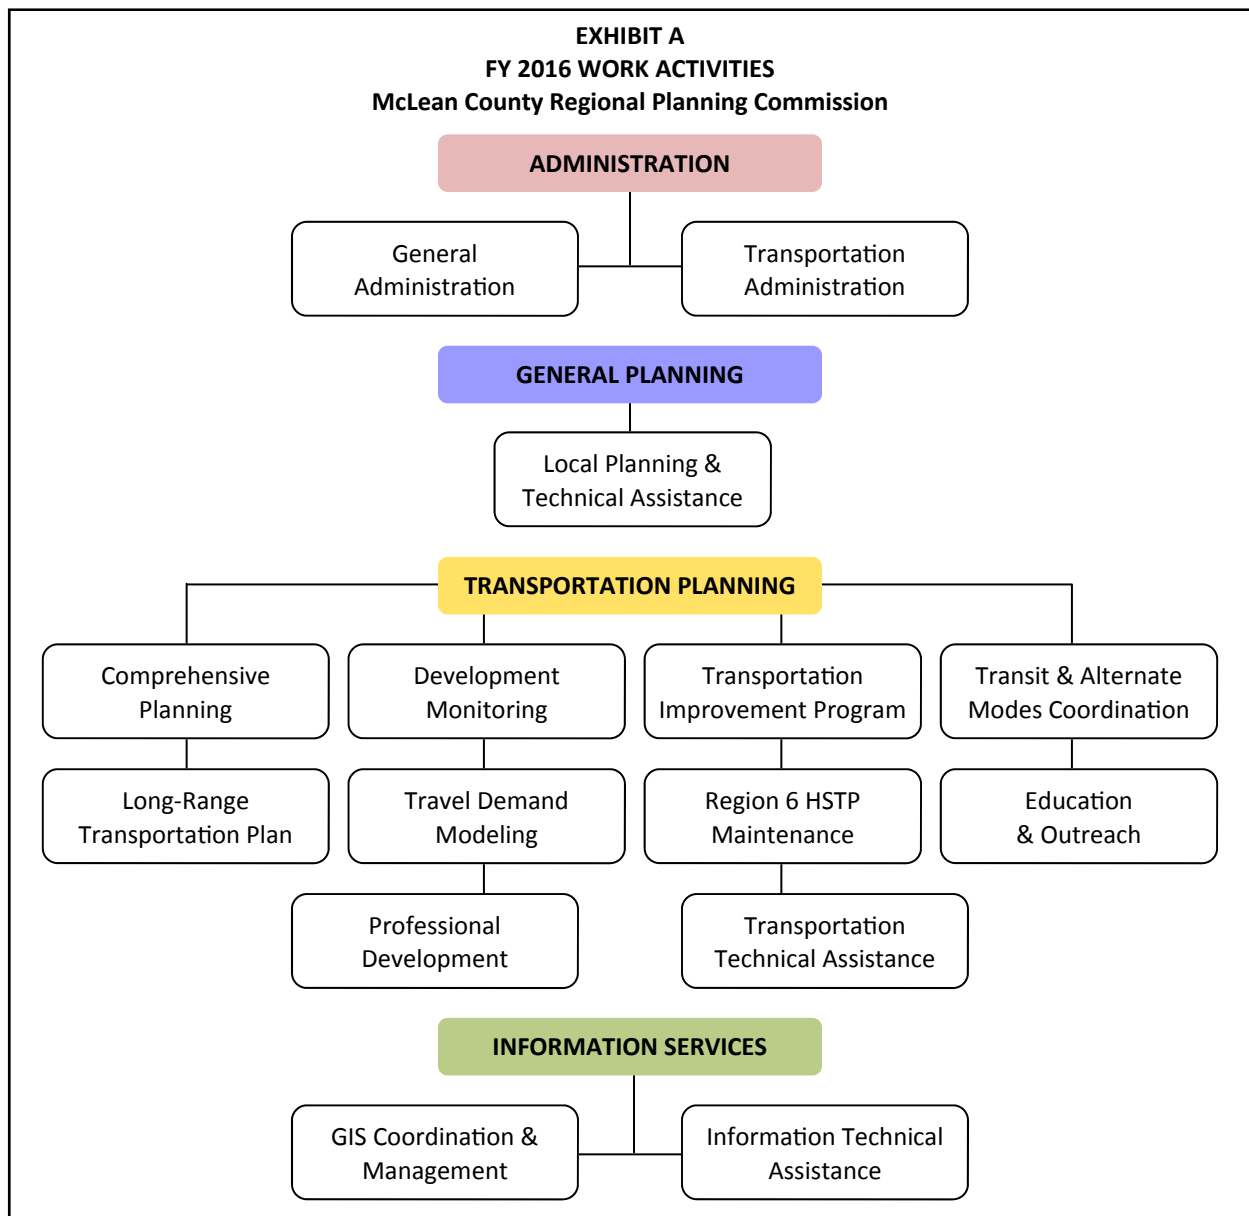 EXHIBIT A
FY 2016 WORK ACTIVITIES
McLean County Regional Planning Commission
ADMINISTRATION
General
Administration
Transportation
Administration
GENERAL PLANNING
Local Planning &
Technical Assistance
TRANSPORTATION PLANNING
Comprehensive
Planning
Development
Monitoring
Transportation
Improvement Program
Transit & Alternate
Modes Coordination
Long-Range
Transportation Plan
Travel Demand
Modeling
Region 6 HSTP
Maintenance
Education
& Outreach
Professional
Development
Transportation
Technical Assistance
INFORMATION SERVICES
GIS Coordination &
Management
Information Technical
Assistance